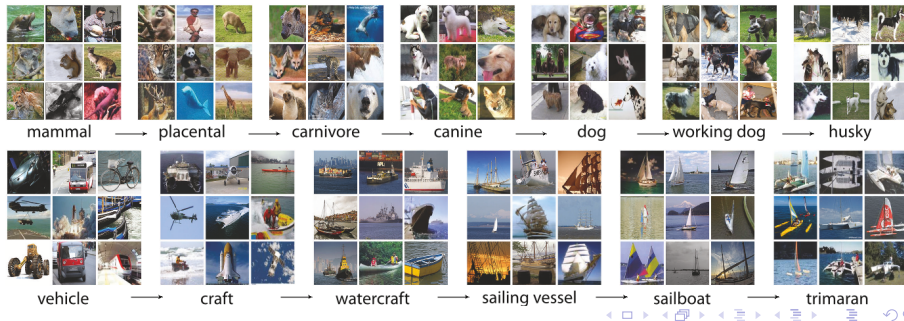 mammal → placental → carnivore → canine → dog → working dog → husky
vehicle → craft → watercraft → sailing vessel → sailboat → trimaran